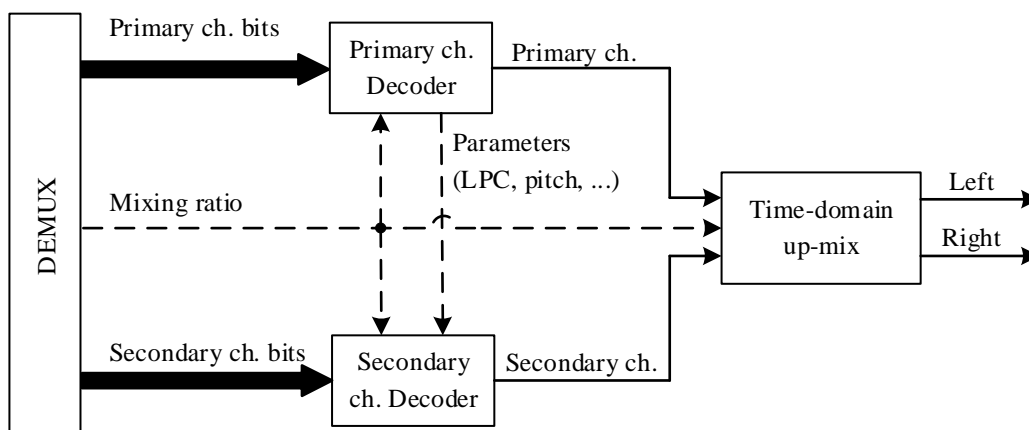 Primary ch. bits
Primary ch.
Decoder
Primary ch.
Parameters
(LPC, pitch, ...)
DEMUX
Mixing ratio
Time-domain
up-mix
Left
Right
Secondary ch. bits
Secondary
ch. Decoder
Secondary ch.